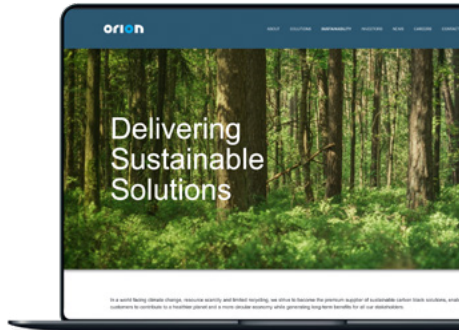 orion
ABOUT SOLUTIONS SUSTAINABILITY INVESTORS NEWS CAREERS CONTACT
Delivering
Sustainable
Solutions
In a world facing climate change, resource scarcity and limited recycling, we strive to become the premium supplier of sustainable carbon black solutions,
customers to contribute to a healthier planet and a more circular economy while generating long-term benefits for all our stakeholders.